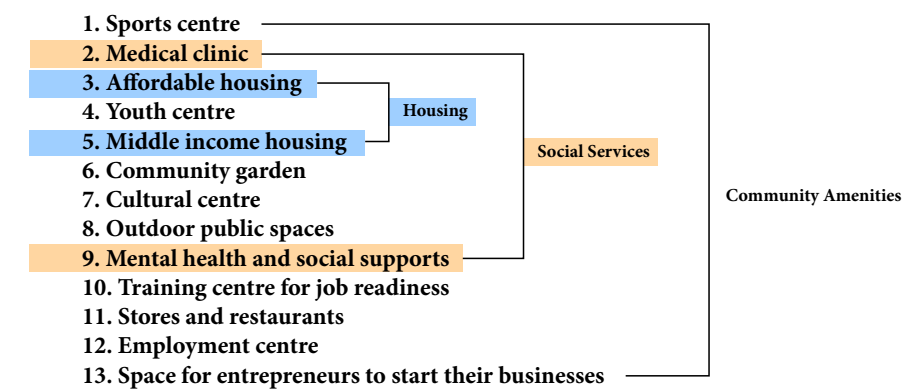 1. Sports centre
2. Medical clinic
3. Affordable housing
4. Youth centre
Housing
5. Middle income housing
Social Services
6. Community garden
7. Cultural centre
Community Amenities
8. Outdoor public spaces
9. Mental health and social supports
10. Training centre for job readiness
11. Stores and restaurants
12. Employment centre
13. Space for entrepreneurs to start their businesses